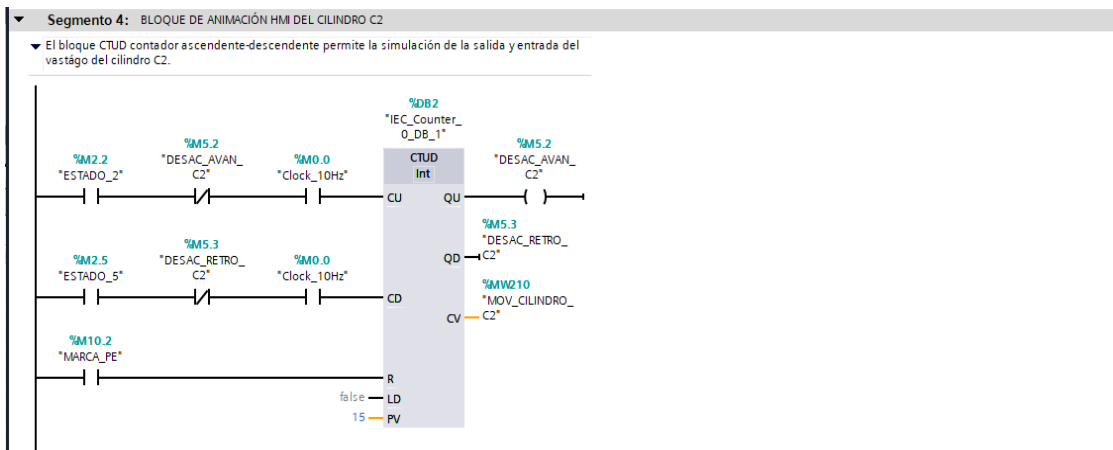 Segmento 4: BLOQUE DE ANIMACIÓN HMI DEL CILINDRO C2
El bloque CTUD contador ascendente-descendente permite la simulación de la salida y entrada del
vastágo del cilindro C2.
%DB2
"IEC_Counter_
0_DB_1"
%M2.2
"ESTADO_2"
%M5.2
"DESAC_AVAN_
C2"
%M0.0
"Clock_10Hz"
CTUD
Int
%M5.2
"DESAC_AVAN_
C2"
CU
QU
%M2.5
"ESTADO_5"
%M5.3
"DESAC_RETRO_
C2"
%M0.0
"Clock_10Hz"
%M5.3
"DESAC_RETRO_
QD
C2"
%MW210
"MOV_CILINDRO_
CD
CV
C2"
%M10.2
"MARCA_PE"
R
false
LD
15
PV